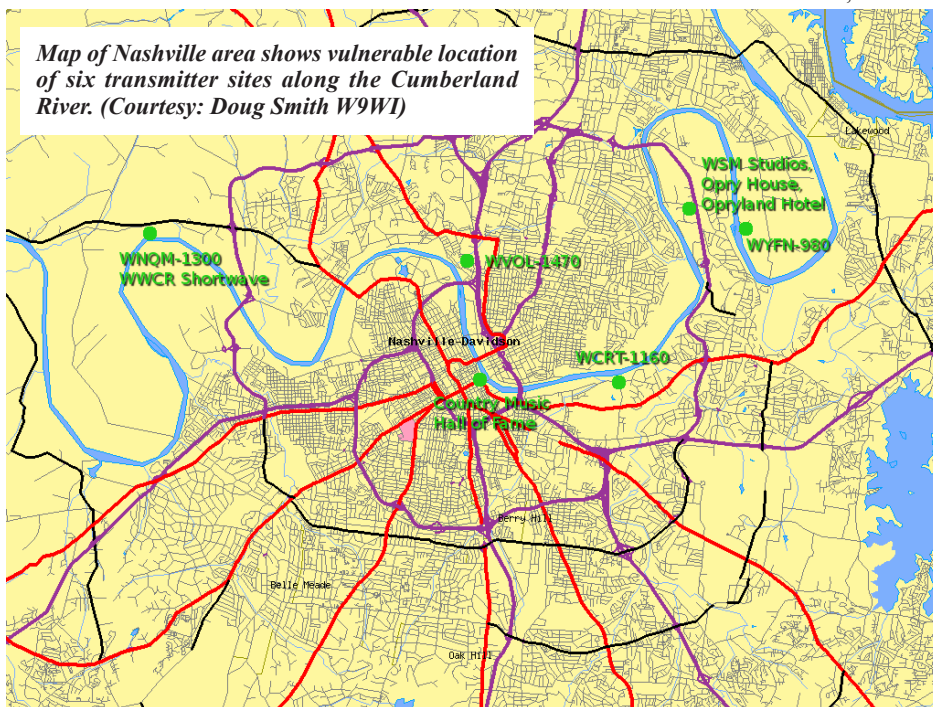 Map of Nashville area shows vulnerable location
of six transmitter sites along the Cumberland
River. (Courtesy: Doug Smith W9WI)
Lakewood
WSM Studios,
Opry House,
Opryland Hotel
WYFN-980
WNQM-1300
WWCR Shortwave
WVOL-1470
Nashville-Davidson
WCRT-1160
Country Music
Hall of Fame
Berry Hill
Belle Meade
Oak Hill